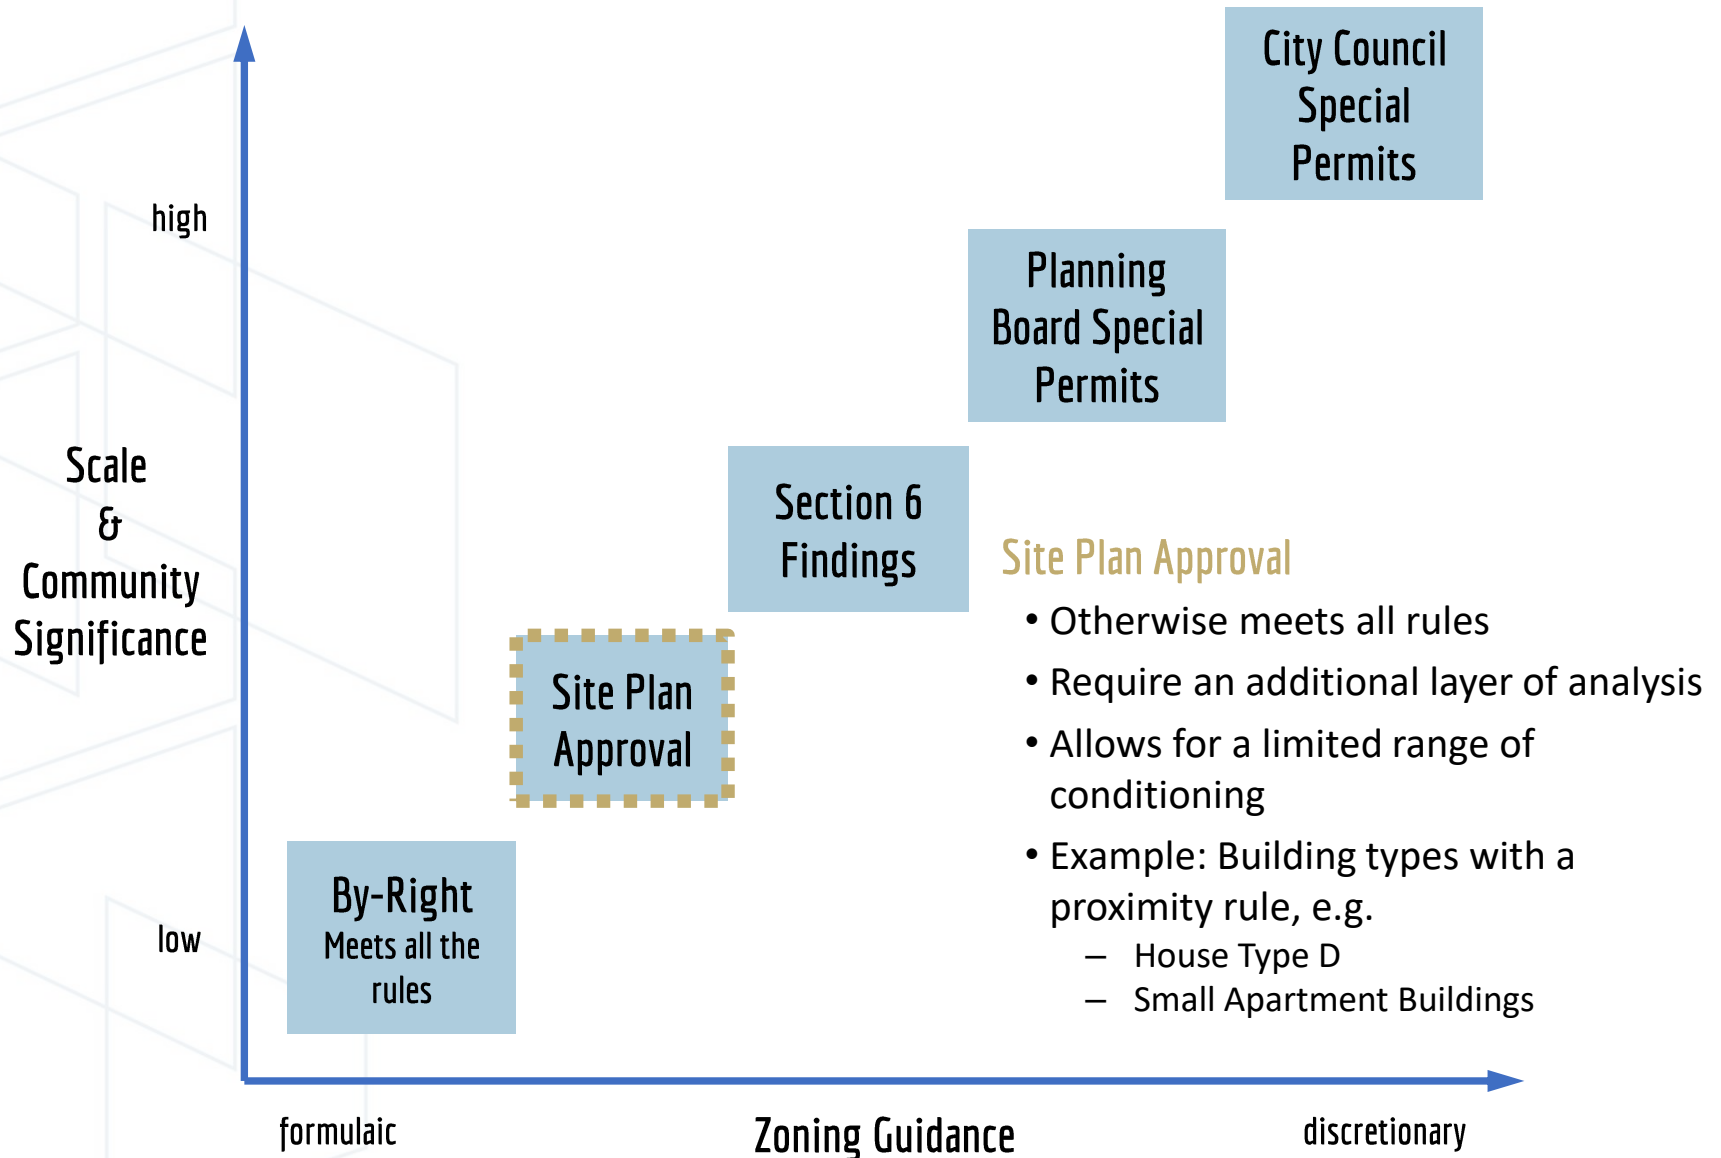 City Council
Special
Permits
high
Planning
Board Special
Permits
Scale
&
Community
Significance
Section 6
Findings
Site Plan
Approval
Site Plan Approval
• Otherwise meets all rules
• Require an additional layer of analysis
• Allows for a limited range of
conditioning
• Example: Building types with a
proximity rule, e.g.
– House Type D
– Small Apartment Buildings
By-Right
Meets all the
rules
low
formulaic
Zoning Guidance
discretionary